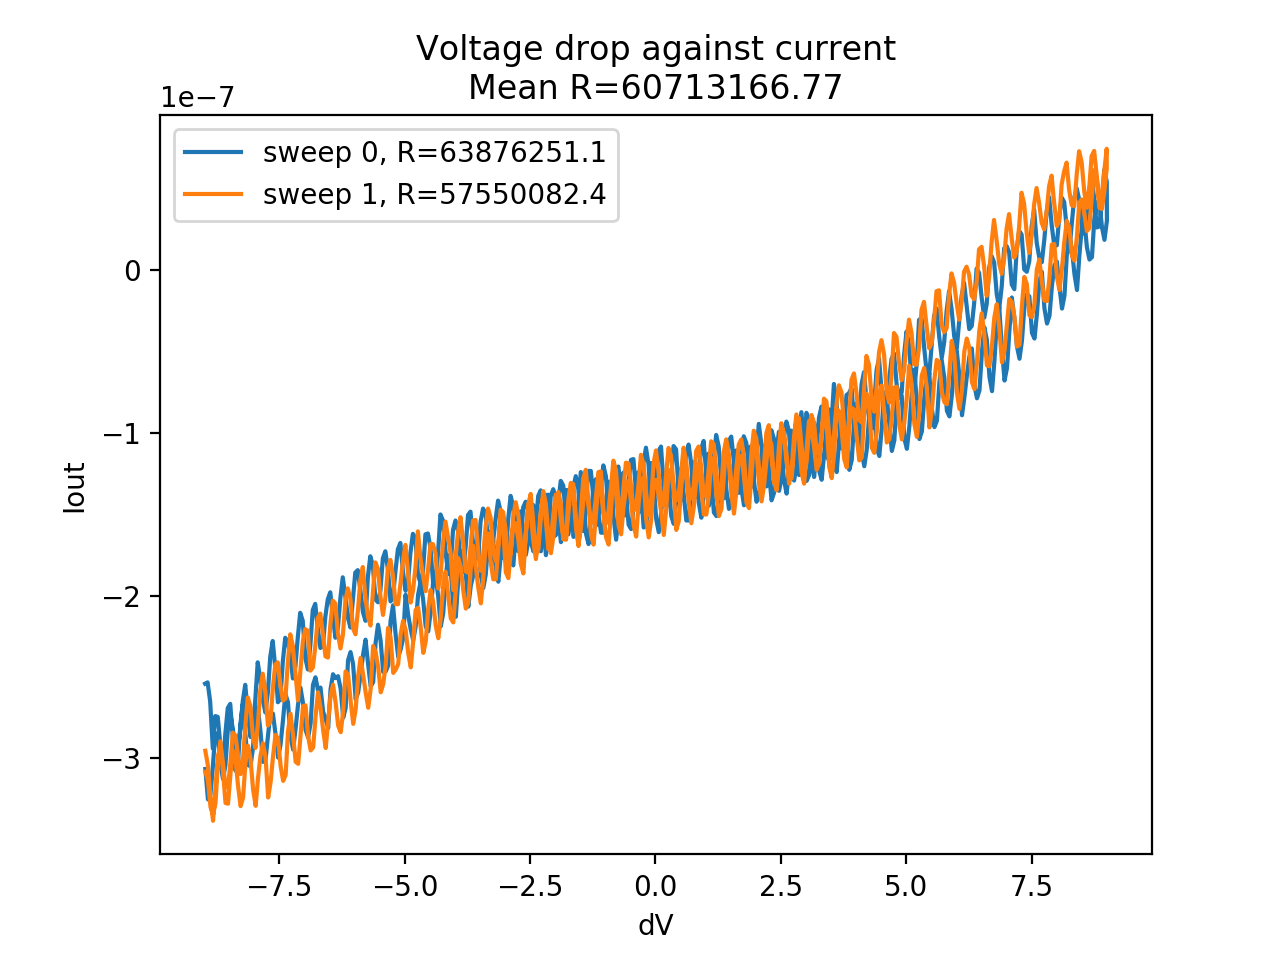 Voltage drop against current
Mean R=60713166.77
1e−7
sweep 0, R=63876251.1
sweep 1, R=57550082.4
0
−1
−2
−3
Iout
−7.5
−5.0
−2.5
0.0
2.5
5.0
7.5
dV